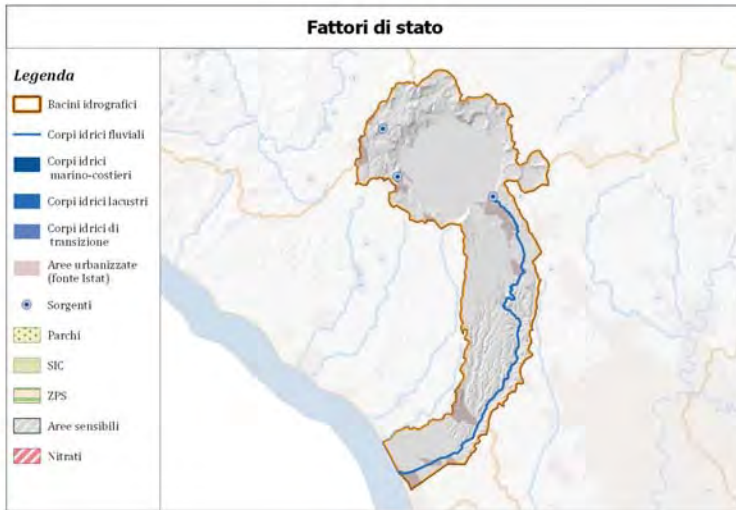 Fattori di stato
Legenda
Bacini idrografici
Corpi idrici fluviali
Corpi idrici
marino-costieri
Corpi idrici lacustri
Corpi idrici di
transizione
Aree urbanizzate
(fonte Istat)
Sorgenti
Parchi
SIC
ZPS
Aree sensibili
Nitrati